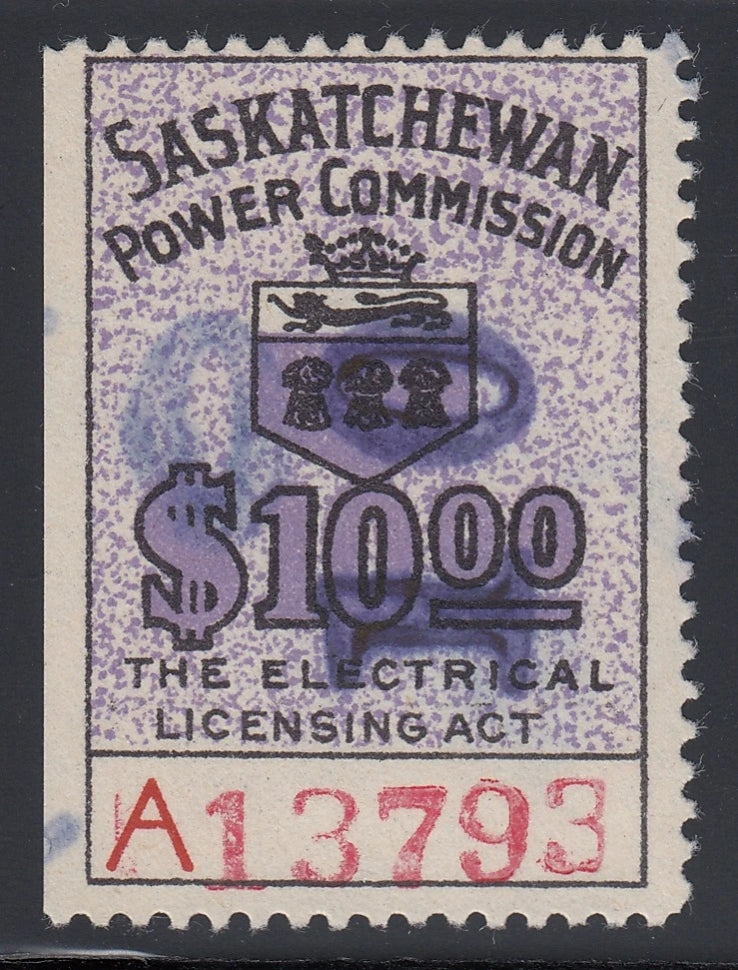 SASKATCHEWAN
POWER COMMISSION
$10.00
THE ELECTRICAL
LICENSING ACT
A13793